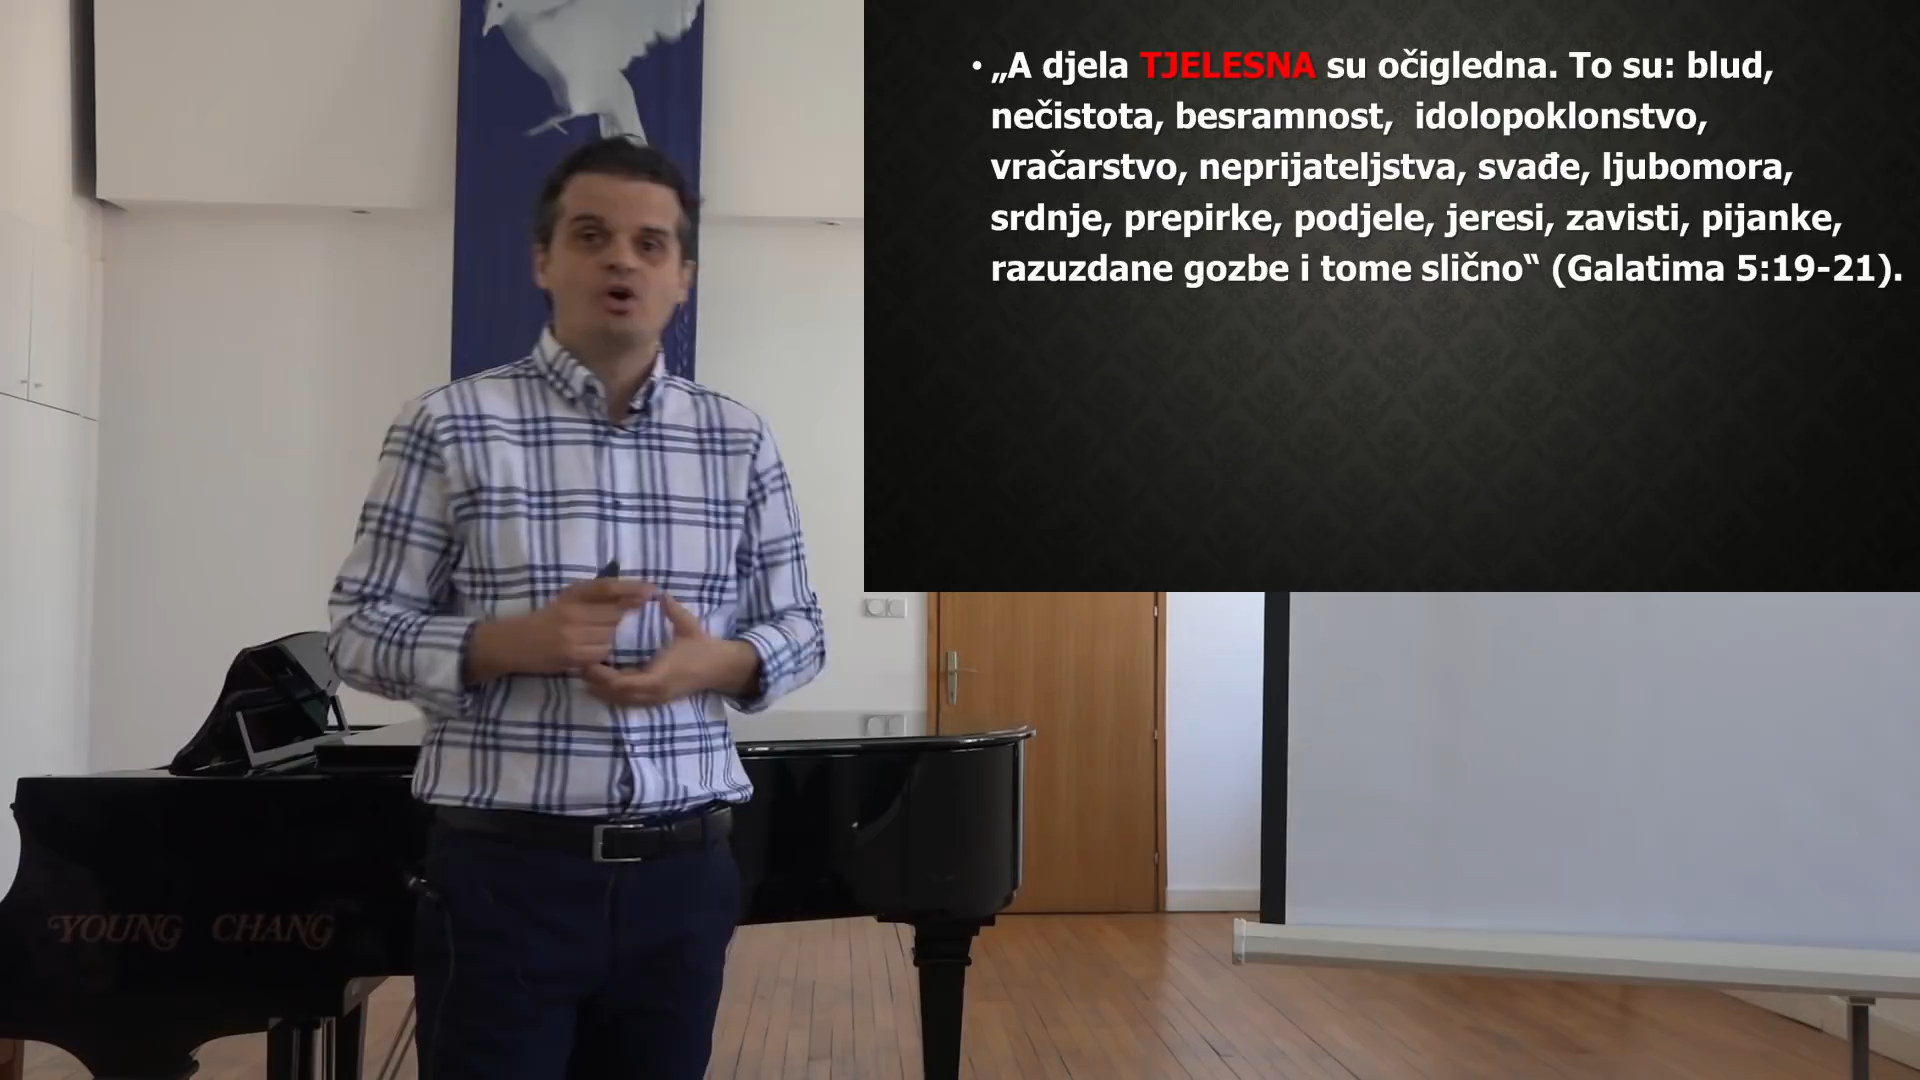 • „A djela TJELESNA su očigledna. To su: blud,
nečistota, besramnost, idolopoklonstvo,
vračarstvo, neprijateljstva, svađe, ljubomora,
srdnje, prepirke, podjele, jeresi, zavisti, pijanke,
razuzdane gozbe i tome slično“ (Galatima 5:19-21).
YOUNG CHANG